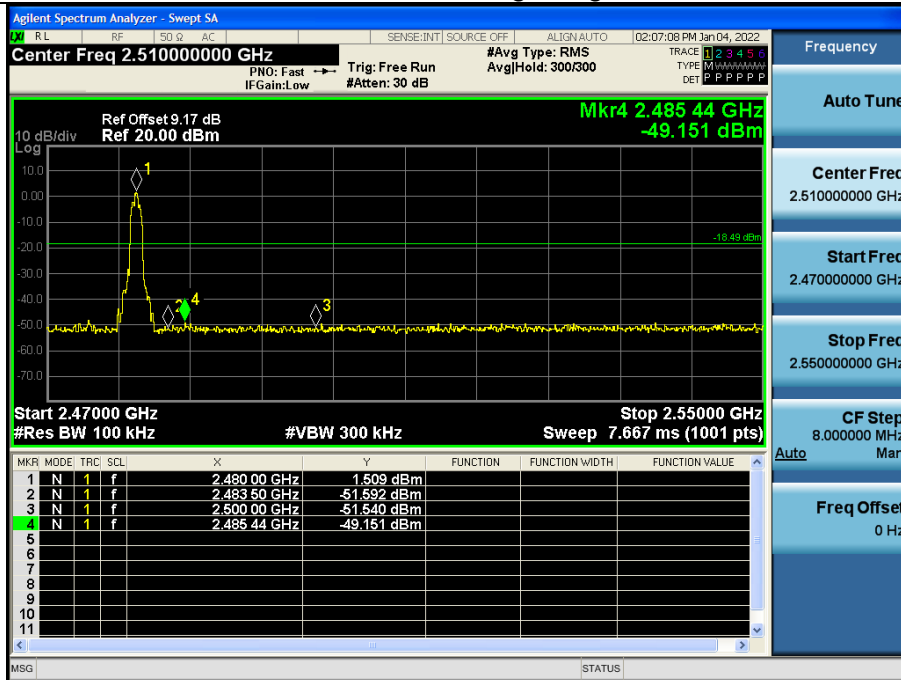 Agilent Spectrum Analyzer - Swept SA
LXI RL RF 50 Ω AC SENSE:INT SOURCE OFF ALIGN AUTO 02:07:08 PM Jan 04, 2022
Center Freq 2.510000000 GHz
PNO: Fast
IFGain:Low
Trig: Free Run
#Atten: 30 dB
#Avg Type: RMS
Avg|Hold: 300/300
TRACE 1 2 3 4 5 6
TYPE M W W W W W
DET P P P P P P
Mkr4 2.485 44 GHz
-49.151 dBm
Ref Offset 9.17 dB
10 dB/div Ref 20.00 dBm
Log
10.0
0.00
-10.0
-20.0
-30.0
-40.0
-50.0
-60.0
-70.0
1
2
4
3
-18.49 dBm
Start 2.47000 GHz Stop 2.55000 GHz
#Res BW 100 kHz #VBW 300 kHz Sweep 7.667 ms (1001 pts)
MKR MODE TRC SCL X Y FUNCTION FUNCTION WIDTH FUNCTION VALUE
1 N 1 f 2.480 00 GHz 1.509 dBm
2 N 1 f 2.483 50 GHz -51.592 dBm
3 N 1 f 2.500 00 GHz -51.540 dBm
4 N 1 f 2.485 44 GHz -49.151 dBm
5
6
7
8
9
10
11
MSG STATUS
Frequency
Auto Tune
Center Freq
2.510000000 GHz
Start Freq
2.470000000 GHz
Stop Freq
2.550000000 GHz
CF Step
8.000000 MHz
Auto Man
Freq Offset
0 Hz